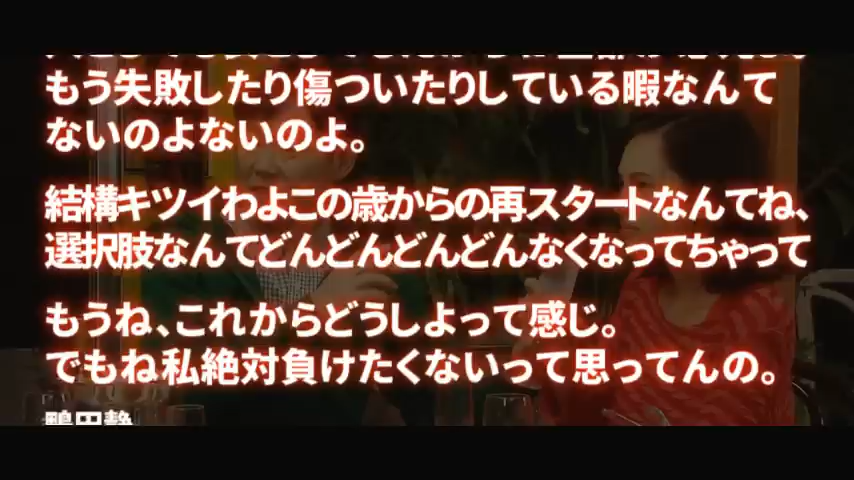 もう失敗したり傷ついたりしている暇なんて
ないのよないのよ。
結構キツイわよこの歳からの再スタートなんてね、
選択肢なんてどんどんどんどんなくなってちゃって
もうね、これからどうしよって感じ。
でもね私絶対負けたくないって思ってんの。